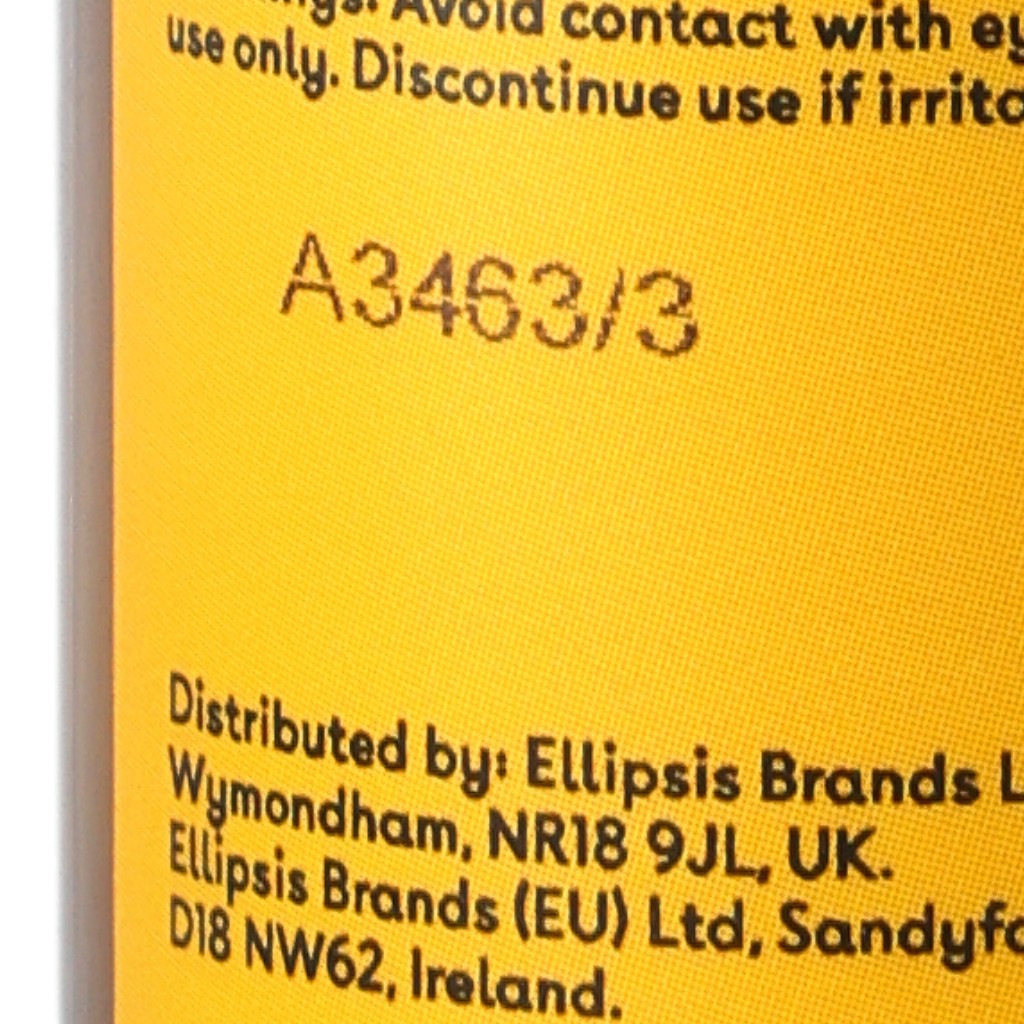 Avoid contact with
use only. Discontinue use if
A3463/3
Distributed by: Ellipsis Brands
Wymondham, NR18 9JL, UK.
Ellipsis Brands (EU) Ltd,
D18 NW62, Ireland.